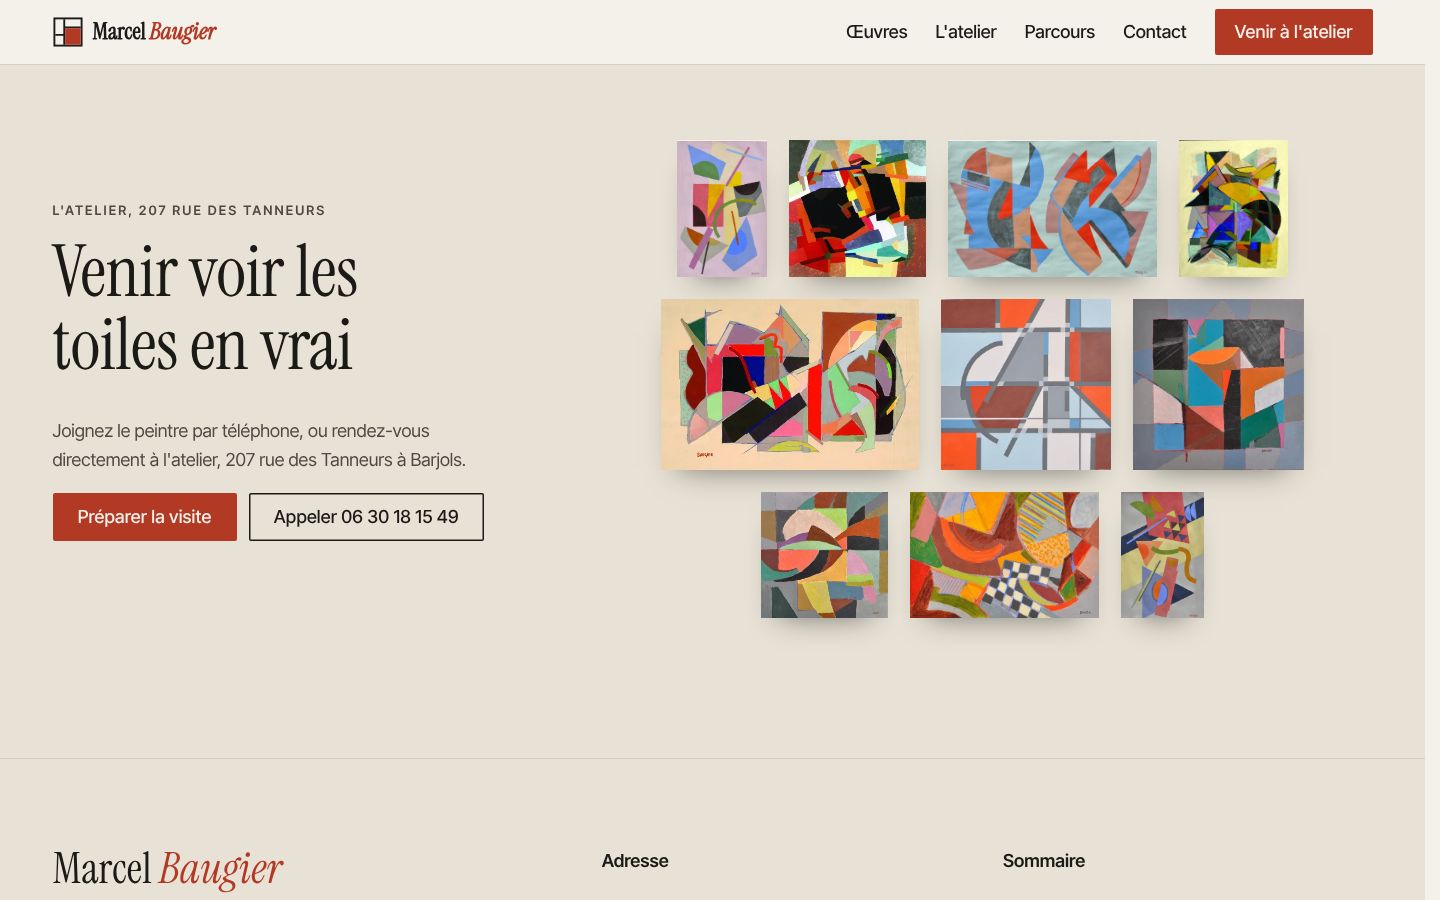 Marcel Baugier
Œuvres
L'atelier
Parcours
Contact
Venir à l'atelier
L'ATELIER, 207 RUE DES TANNEURS
Venir voir les
toiles en vrai
Joignez le peintre par téléphone, ou rendez-vous
directement à l'atelier, 207 rue des Tanneurs à Barjols.
Préparer la visite
Appeler 06 30 18 15 49
Marcel Baugier
Adresse
Sommaire